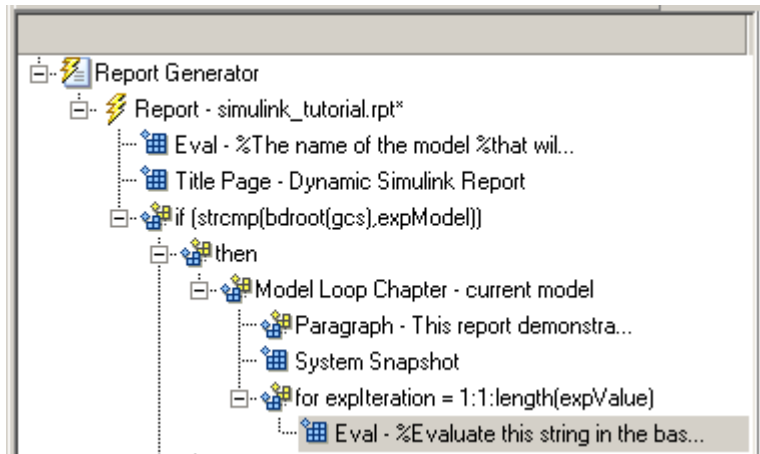 Report Generator
Report - simulink_tutorial.rpt*
Eval - %The name of the model %that wil...
Title Page - Dynamic Simulink Report
if (strcmp(bdroot(gcs),expModel))
then
Model Loop Chapter - current model
Paragraph - This report demonstra...
System Snapshot
for expIteration = 1:1:length(expValue)
Eval - %Evaluate this string in the bas...